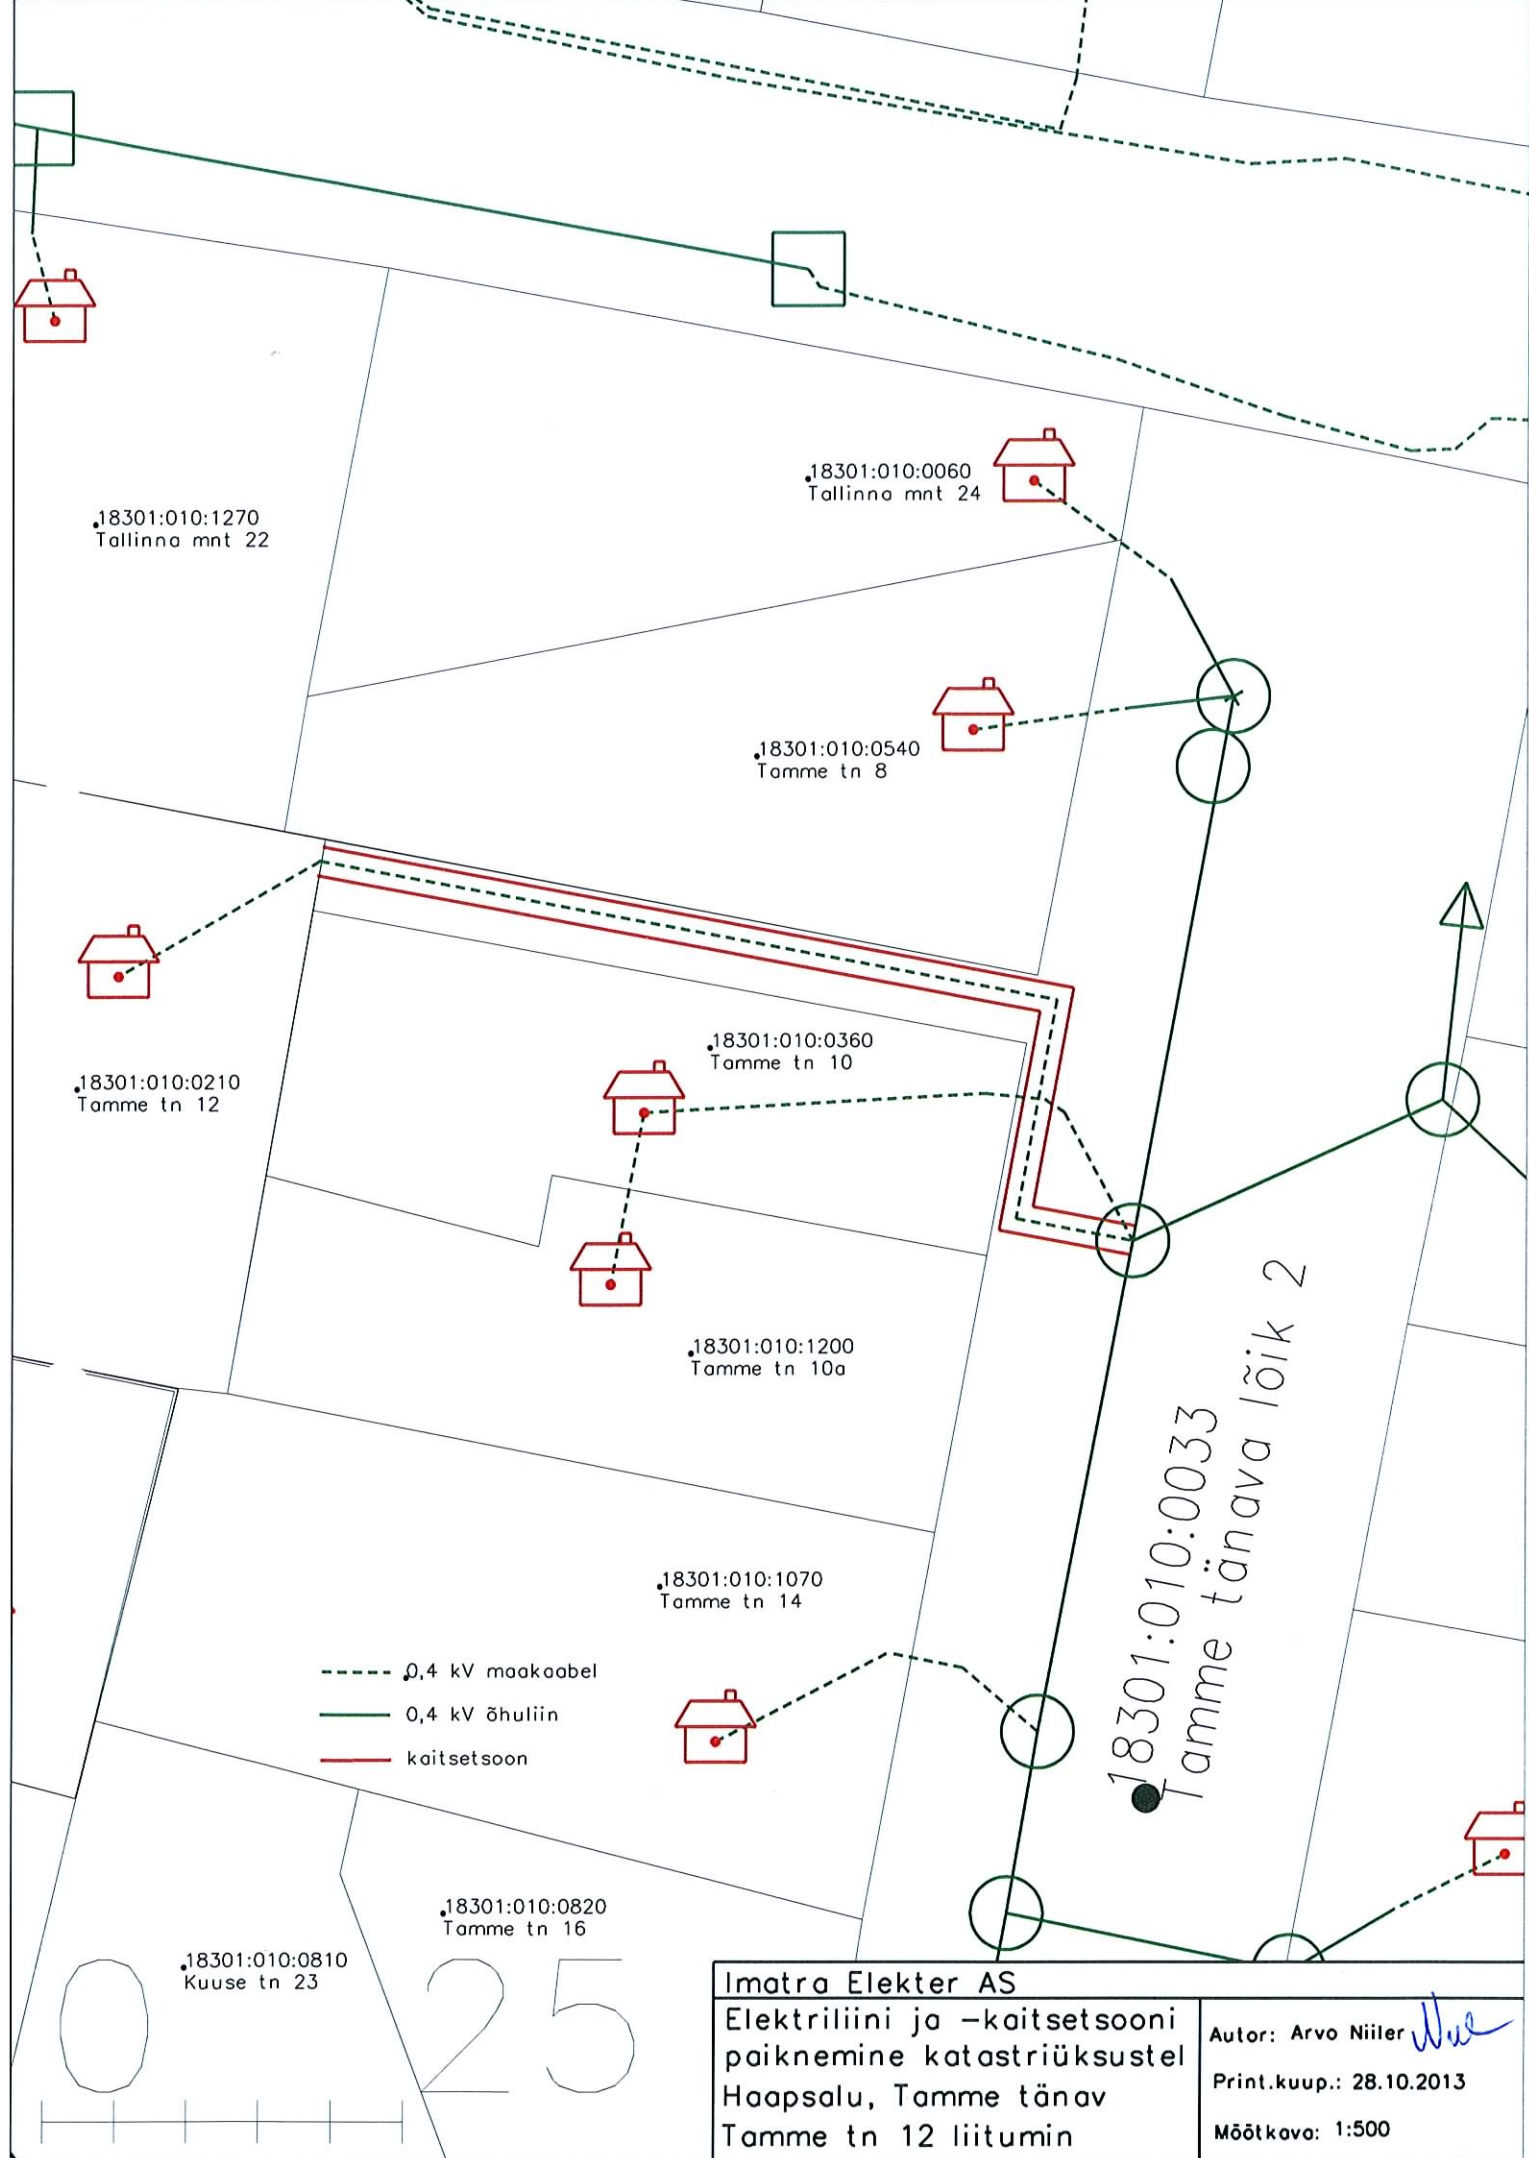 .18301:010:0060
Tallinna mnt 24
.18301:010:1270
Tallinna mnt 22
.18301:010:0540
Tamme tn 8
.18301:010:0360
Tamme tn 10
.18301:010:0210
Tamme tn 12
.18301:010:1200
Tamme tn 10a
18301:010:0033
Tamme tänava lõik 2
.18301:010:1070
Tamme tn 14
0,4 kV maakaabel
0,4 kV õhuliin
kaitsetsoon
.18301:010:0820
Tamme tn 16
.18301:010:0810
Kuuse tn 23
0 25
Imatra Elekter AS
Elektriliini ja -kaitsetsooni
paiknemine katastriüksustel
Haapsalu, Tamme tänav
Tamme tn 12 liitumin
Autor: Arvo Niiler
Print.kuup.: 28.10.2013
Mõõtkava: 1:500